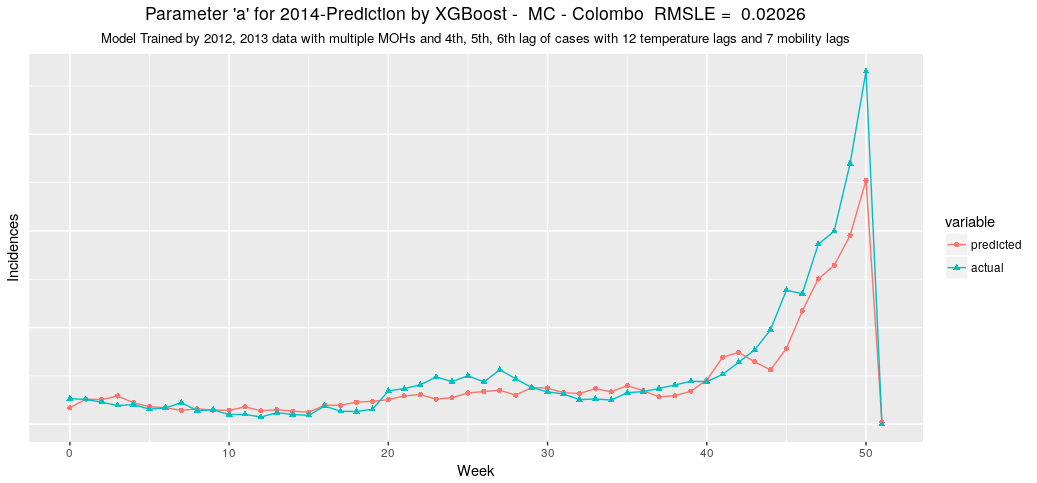 Parameter 'a' for 2014-Prediction by XGBoost - MC - Colombo RMSLE = 0.02026
Model Trained by 2012, 2013 data with multiple MOHs and 4th, 5th, 6th lag of cases with 12 temperature lags and 7 mobility lags
Incidences
variable
predicted
actual
0 10 20 30 40 50
Week